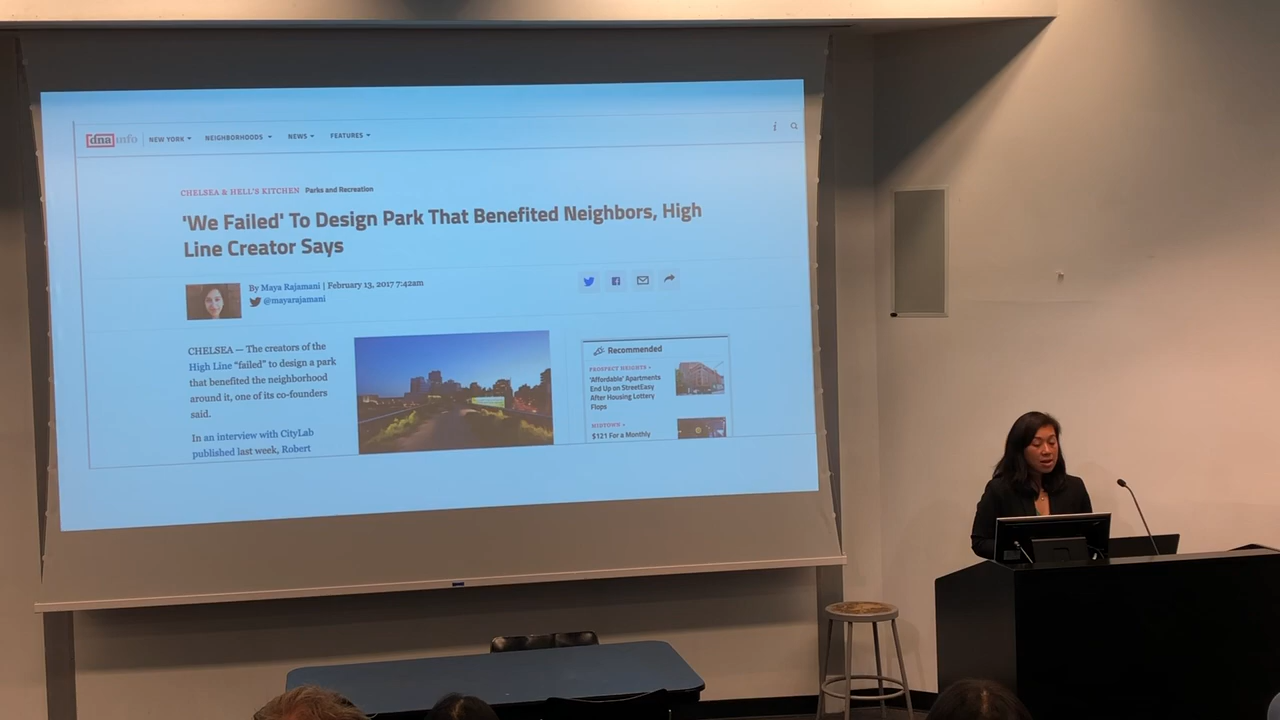 dnainfo NEW YORK NEIGHBORHOODS NEWS FEATURES i
CHELSEA & HELL'S KITCHEN Parks and Recreation
'We Failed' To Design Park That Benefited Neighbors, High
Line Creator Says
By Maya Rajamani | February 13, 2017 7:42am
@mayarajamani
CHELSEA — The creators of the
High Line "failed" to design a park
that benefited the neighborhood
around it, one of its co-founders
said.
In an interview with CityLab
published last week, Robert
Recommended
PROSPECT HEIGHTS
'Affordable' Apartments
End Up on StreetEasy
After Housing Lottery
Flops
MIDTOWN
$121 For a Monthly